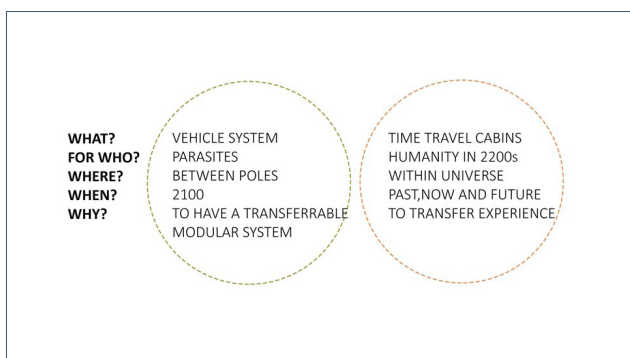 WHAT? VEHICLE SYSTEM TIME TRAVEL CABINS
FOR WHO? PARASITES HUMANITY IN 2200s
WHERE? BETWEEN POLES WITHIN UNIVERSE
WHEN? 2100 PAST,NOW AND FUTURE
WHY? TO HAVE A TRANSFERRABLE TO TRANSFER EXPERIENCE
MODULAR SYSTEM